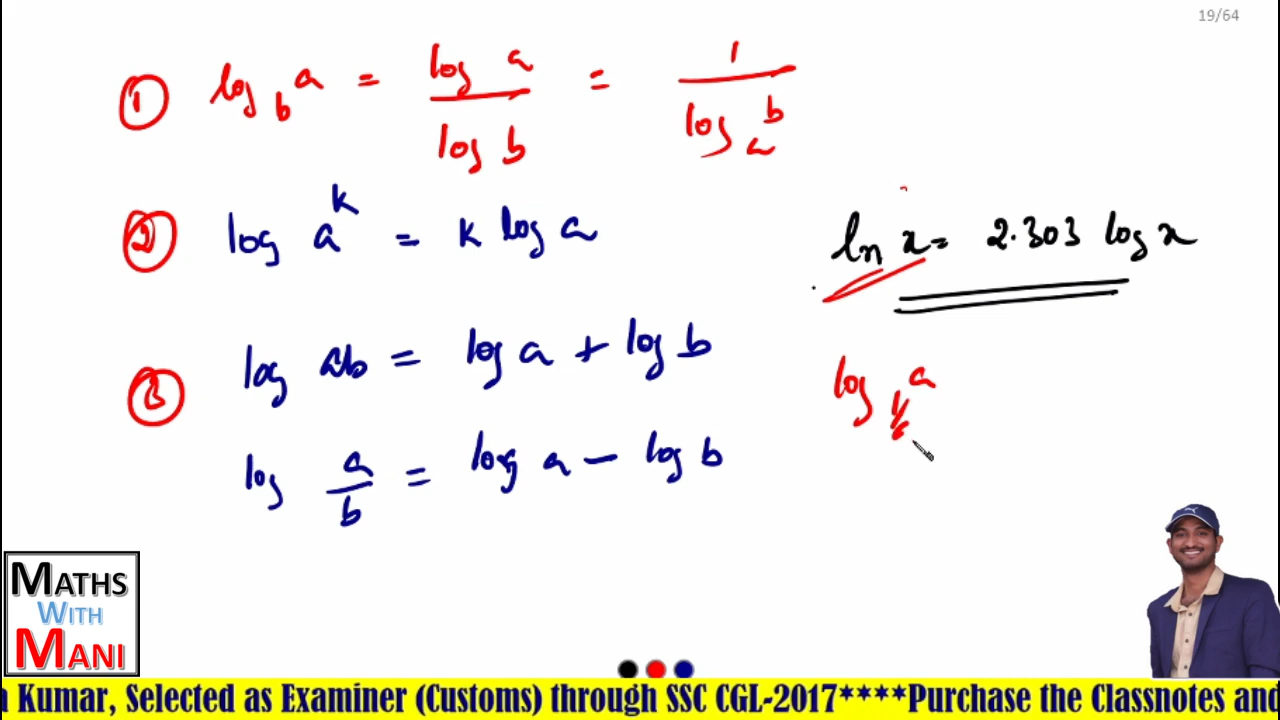 19/64
① log_b a = log a / log b = 1 / log_a b
② log a^k = k log a
ln x = 2.303 log x
③ log ab = log a + log b
log_{1/b} a
log a/b = log a - log b
MATHS
WITH
MANI
Kumar, Selected as Examiner (Customs) through SSC CGL-2017****Purchase the Classnotes and